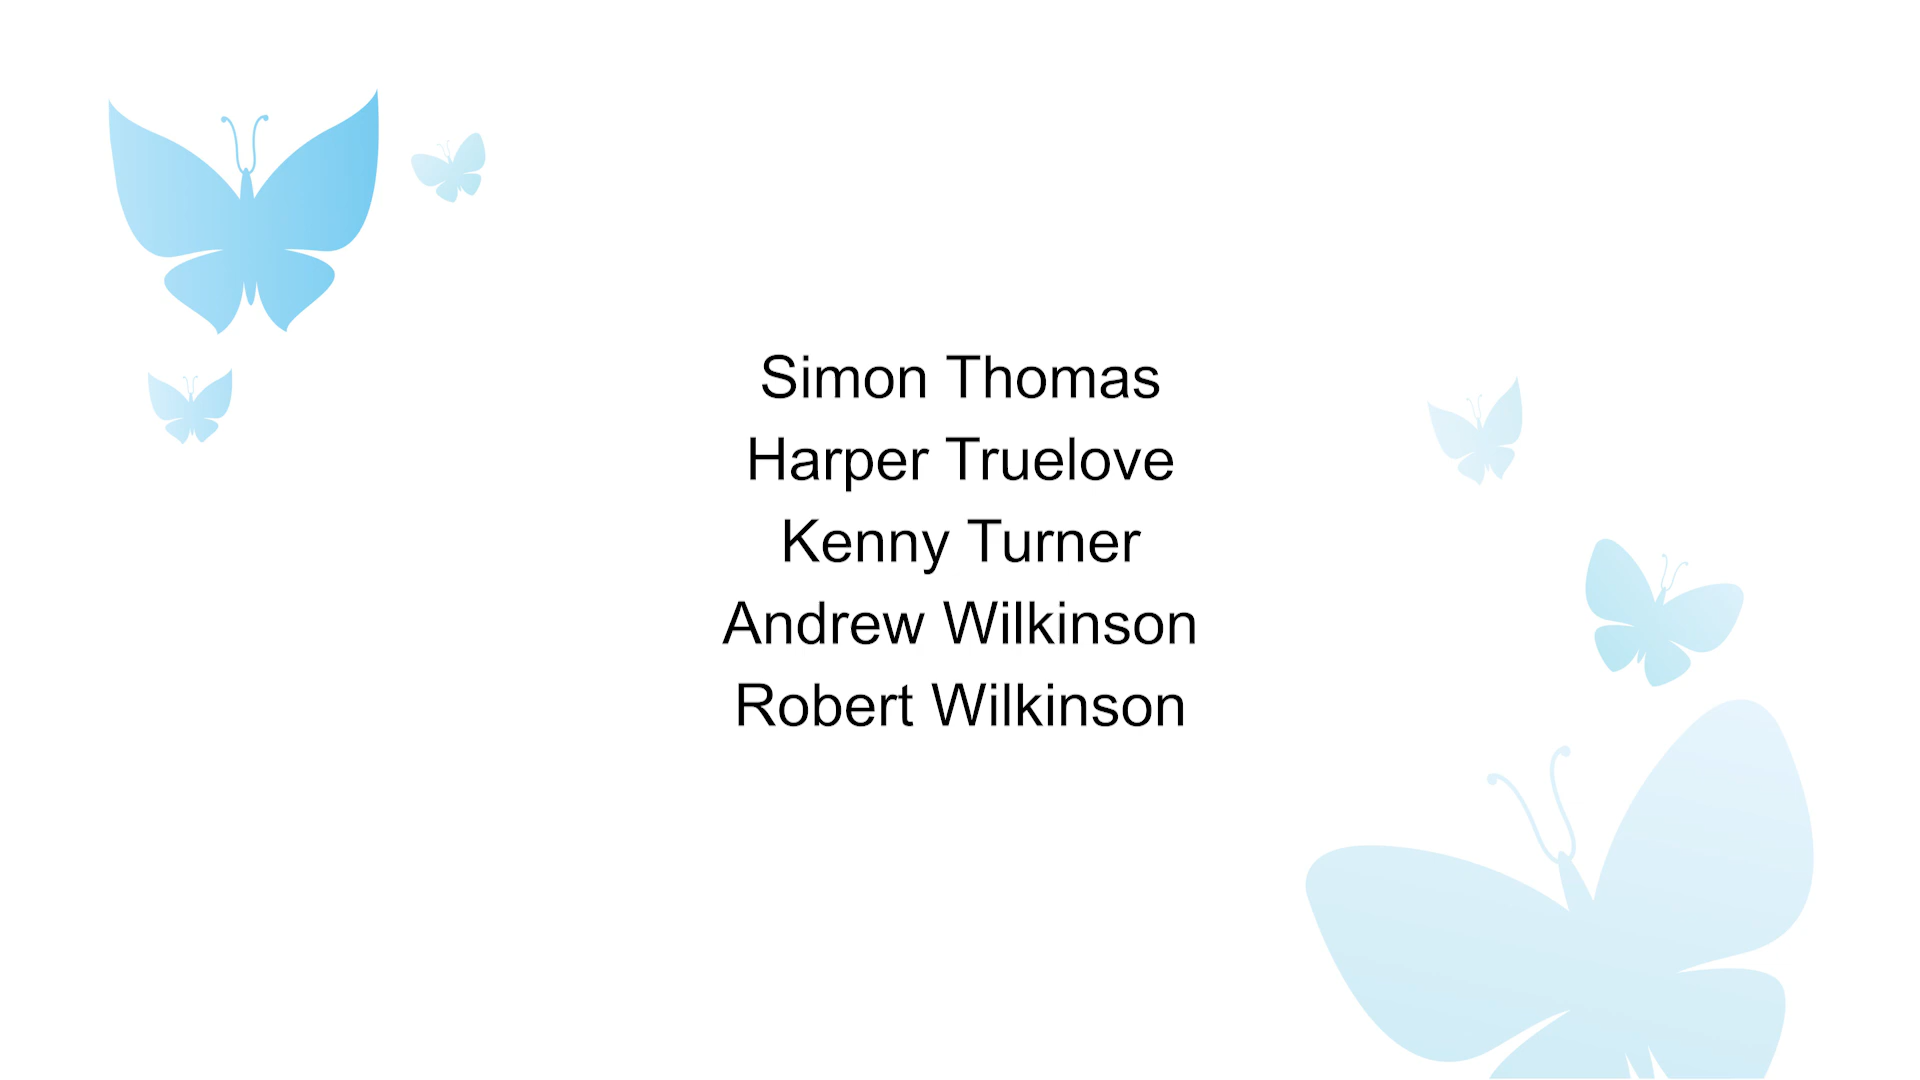 Simon Thomas
Harper Truelove
Kenny Turner
Andrew Wilkinson
Robert Wilkinson